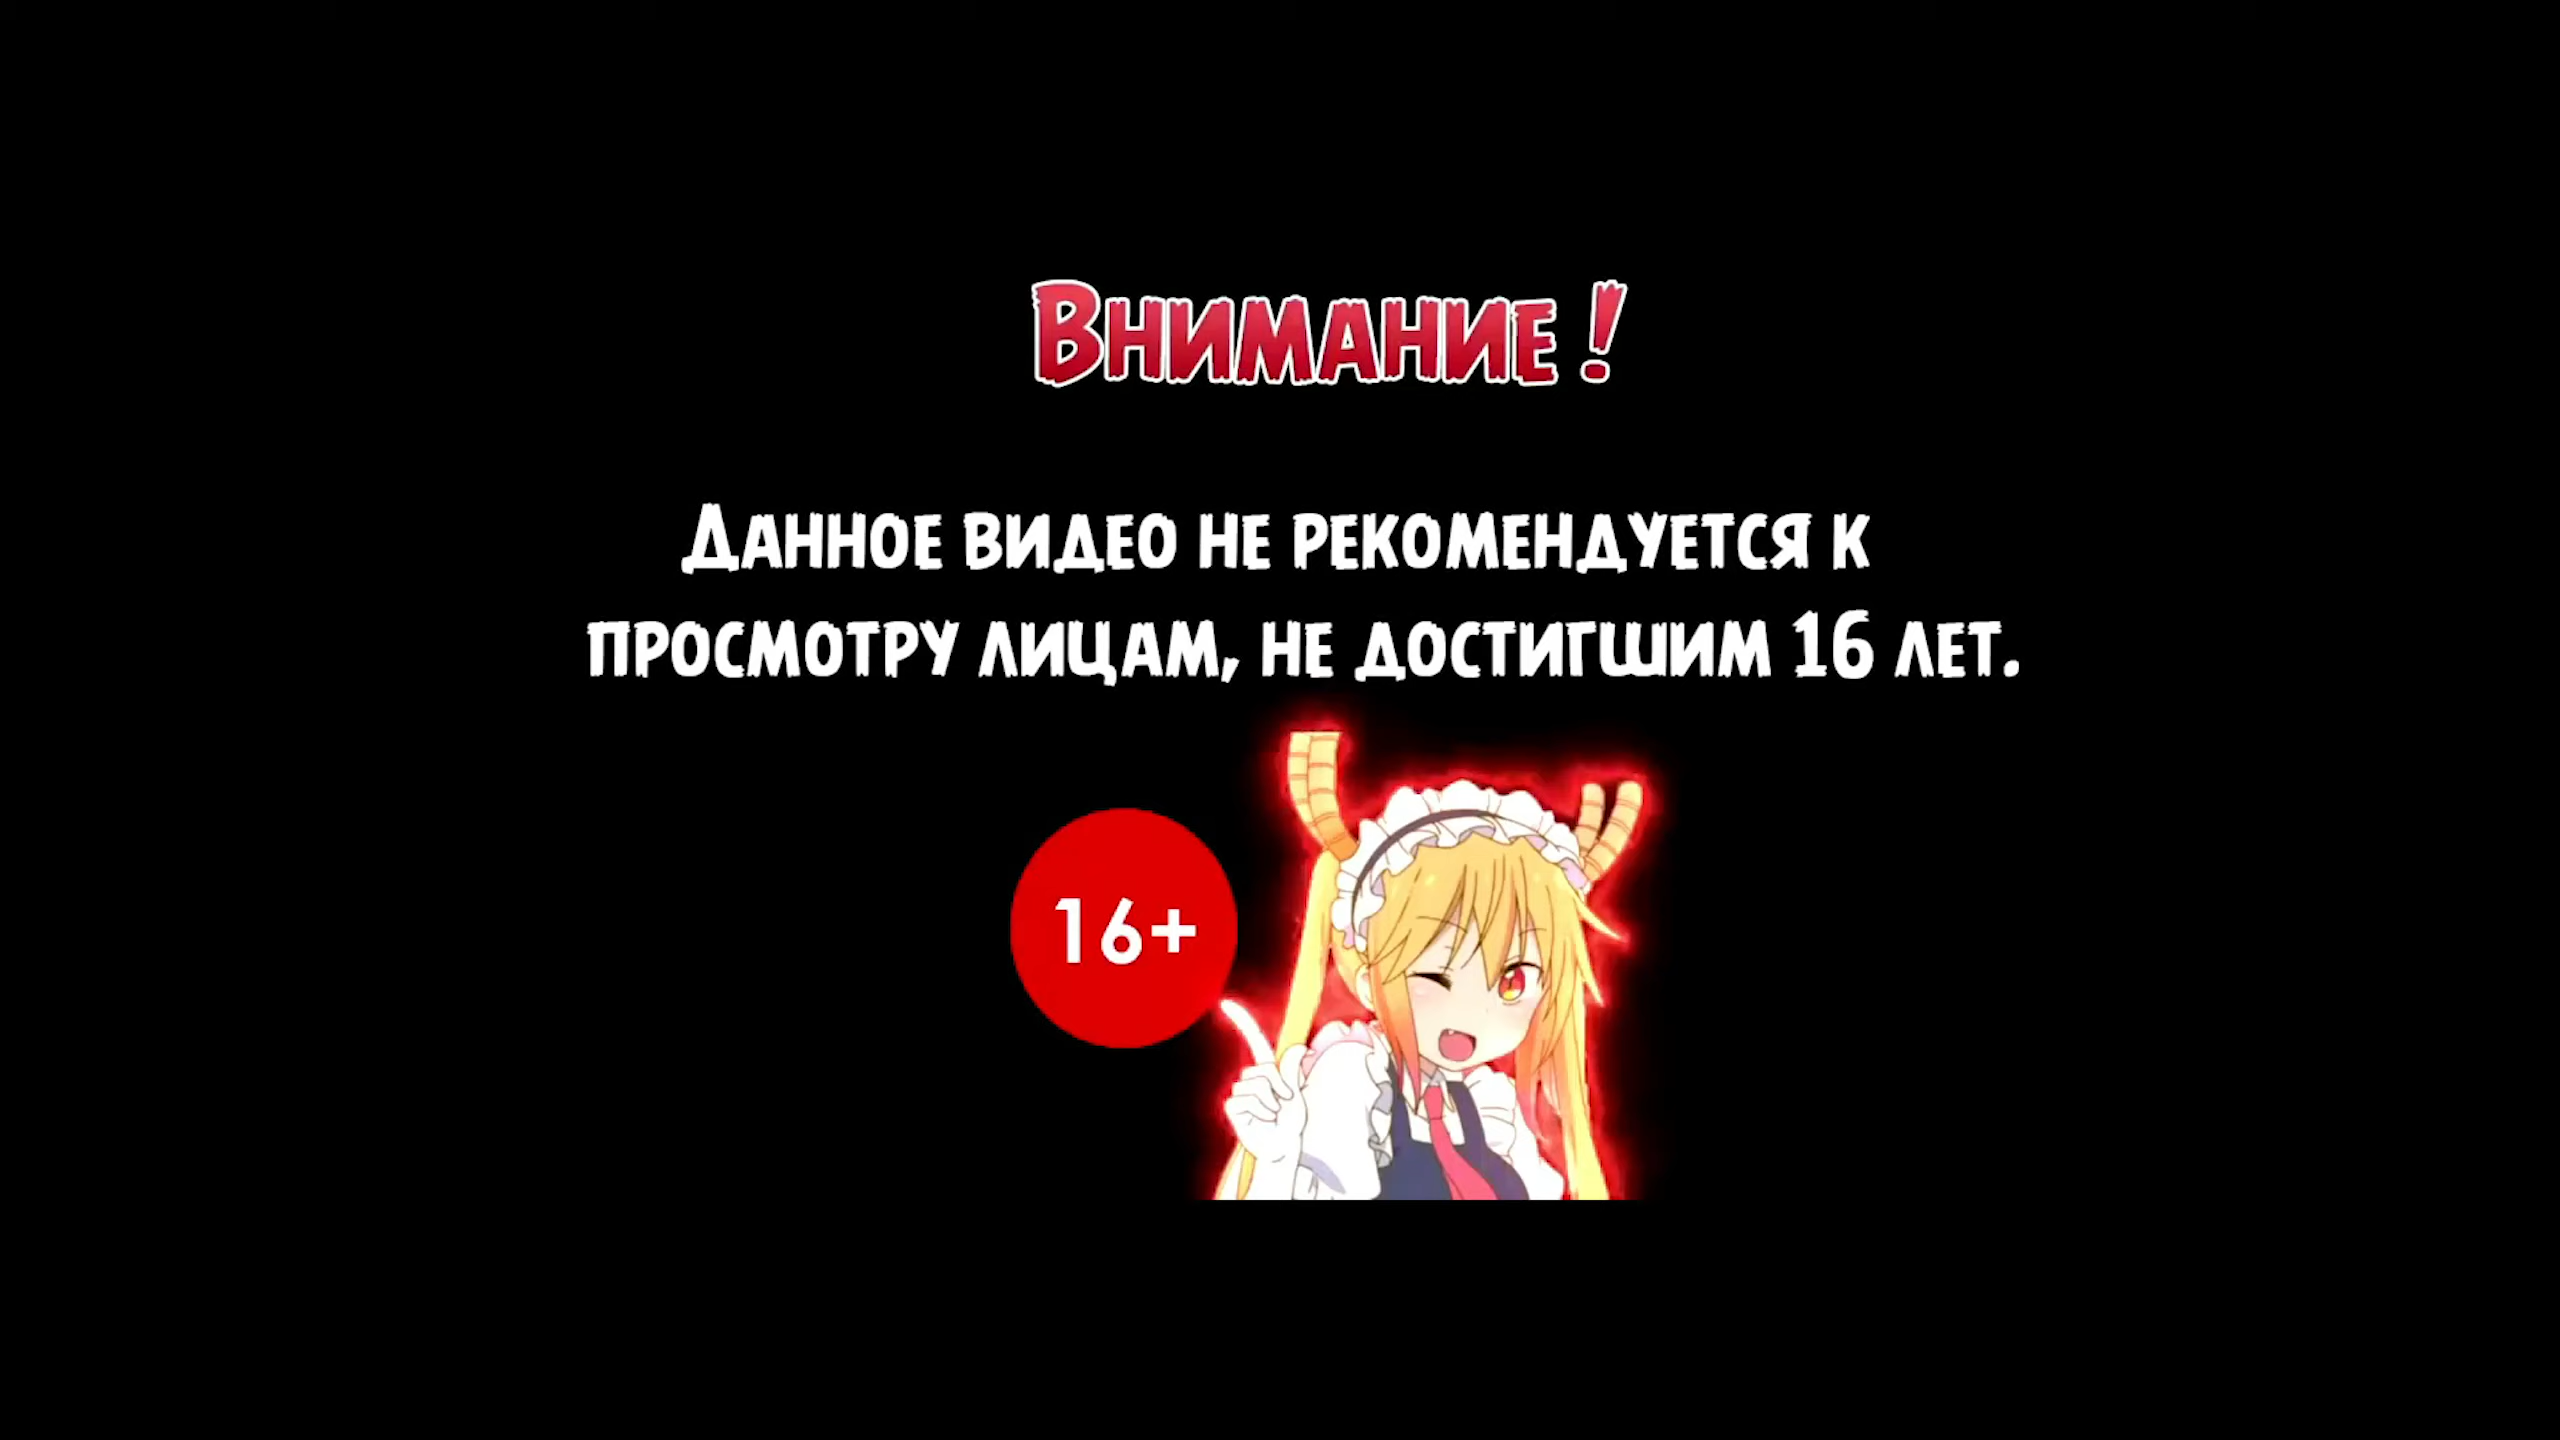 Внимание !
Данное видео не рекомендуется к
просмотру лицам, не достигшим 16 лет.
16+